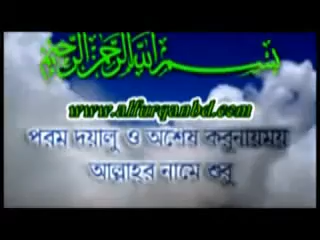 بسم الله الرحمن الرحيم
www.alfurqanbd.com
পরম দয়ালু ও অশেষ করুনায়ময়
আল্লাহর নামে শুরু